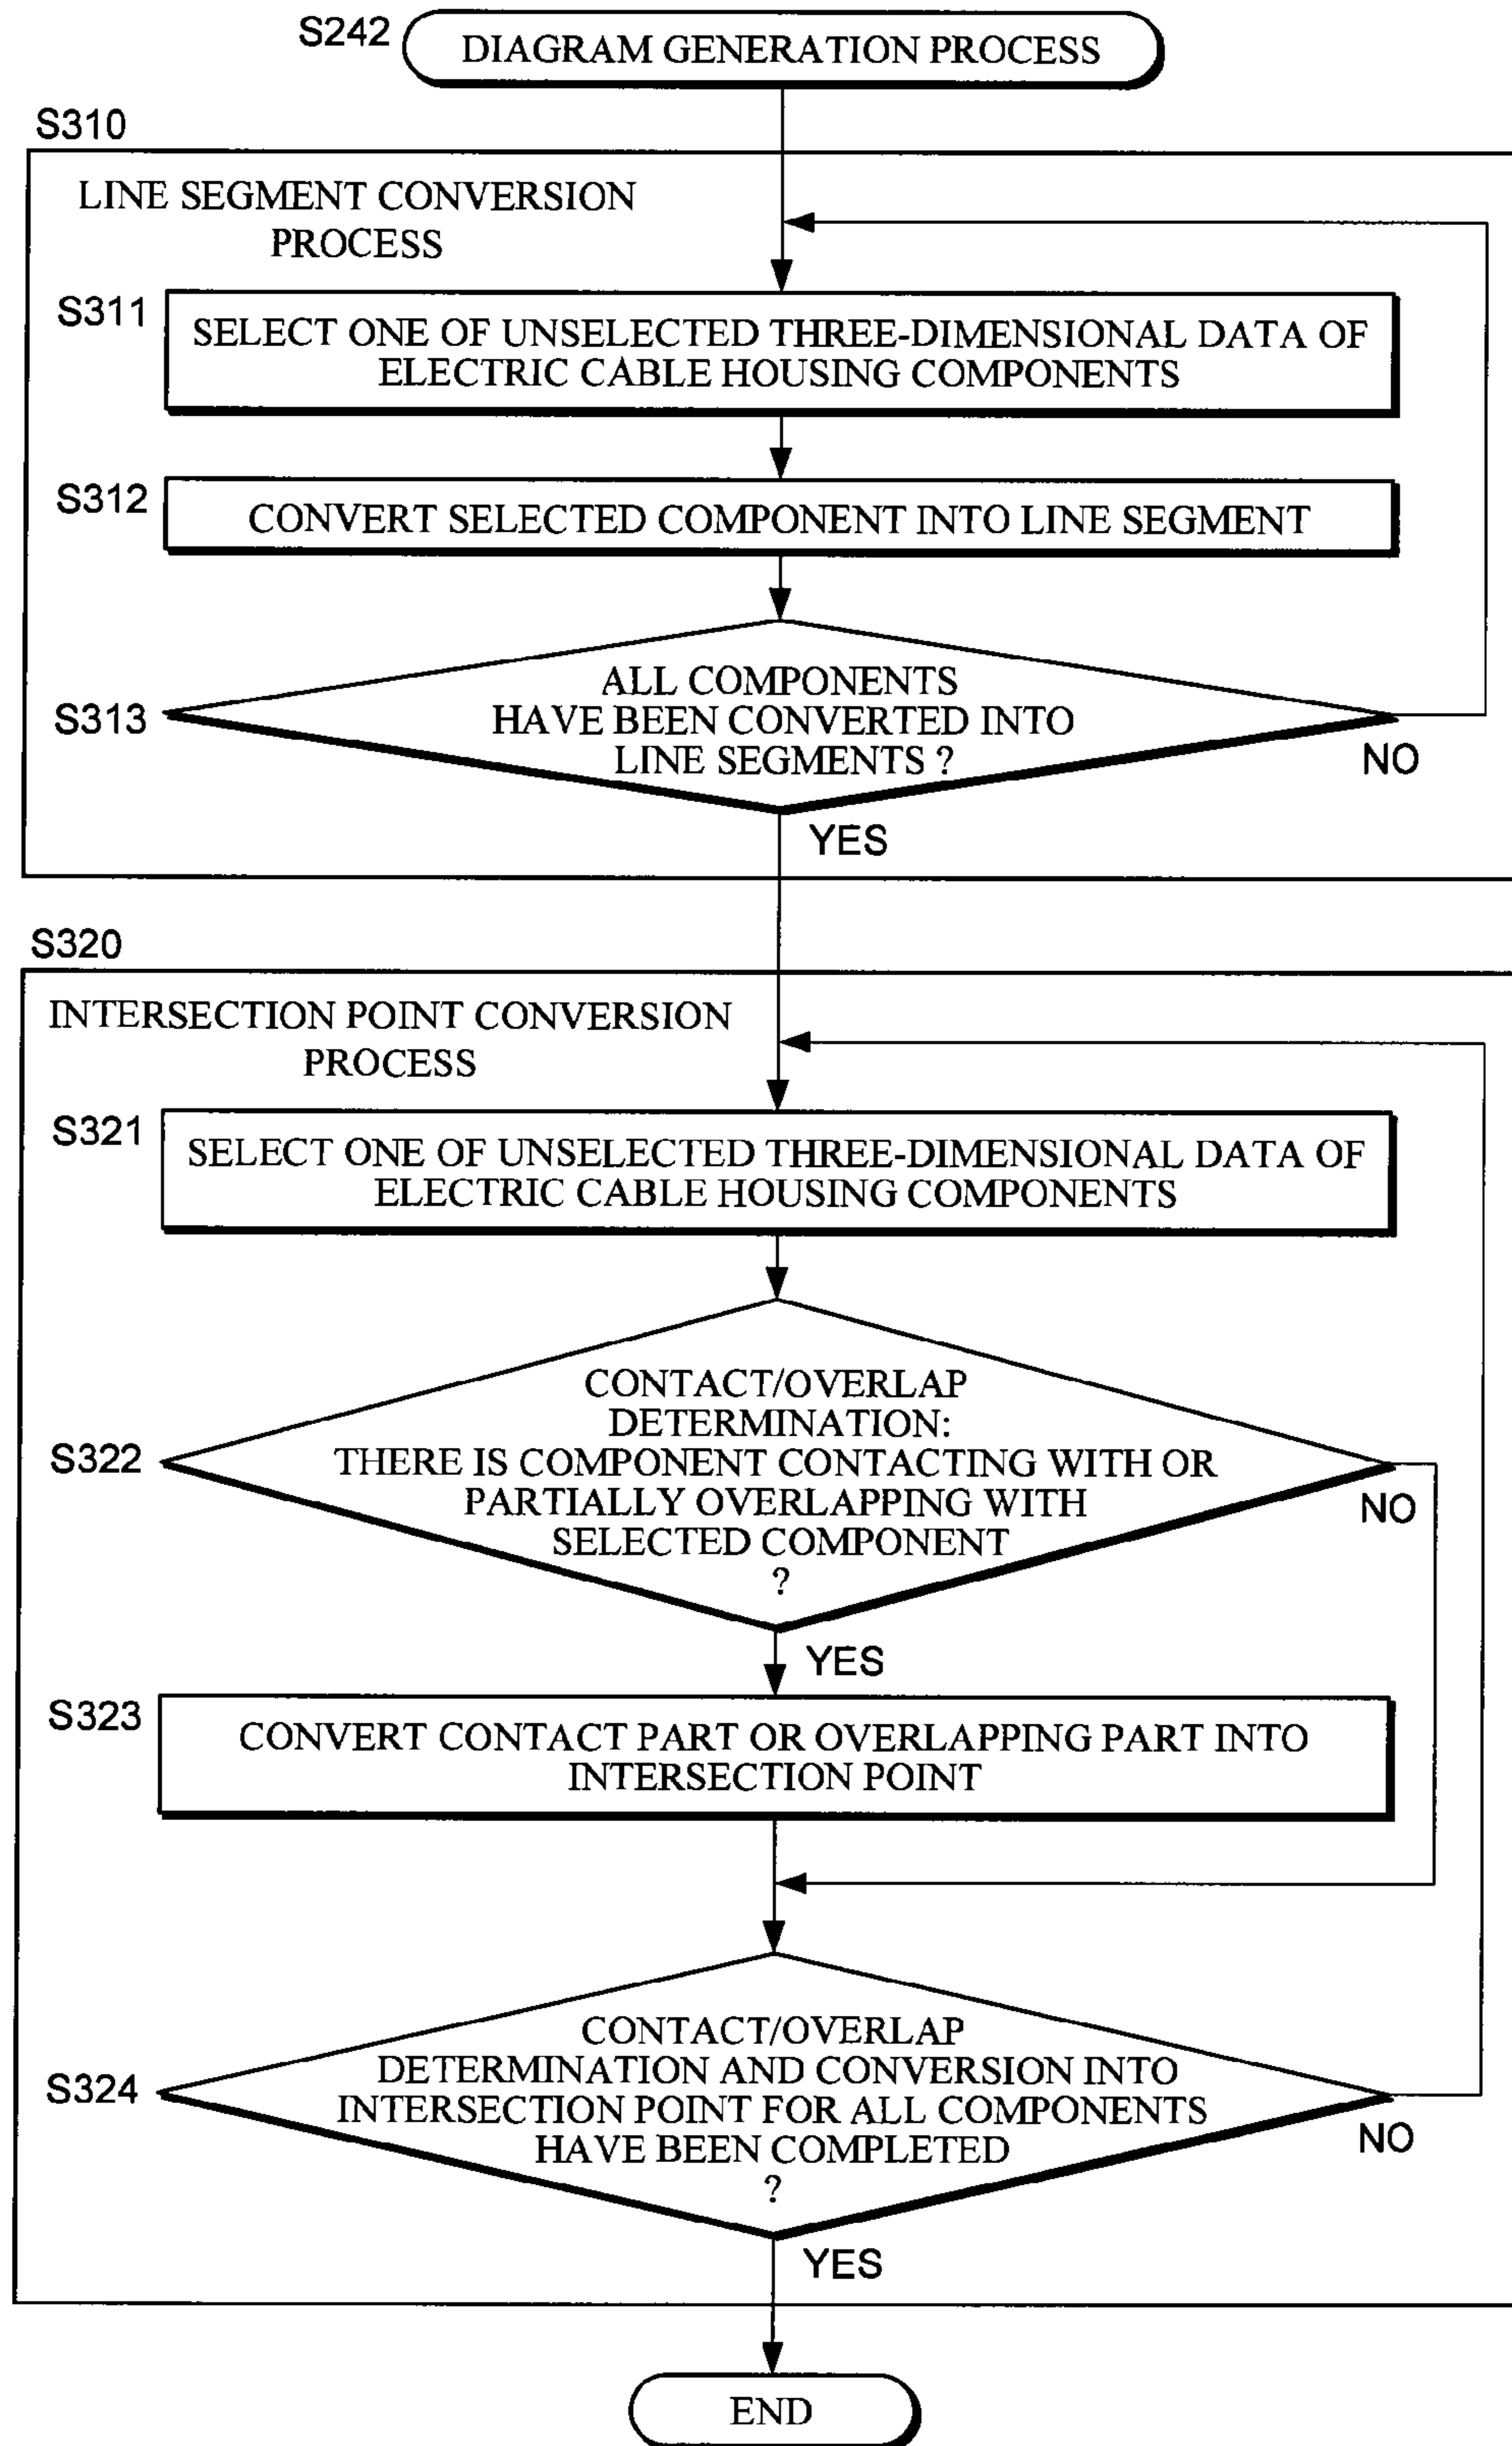 S242
DIAGRAM GENERATION PROCESS
S310
LINE SEGMENT CONVERSION
PROCESS
S311
SELECT ONE OF UNSELECTED THREE-DIMENSIONAL DATA OF
ELECTRIC CABLE HOUSING COMPONENTS
S312
CONVERT SELECTED COMPONENT INTO LINE SEGMENT
S313
ALL COMPONENTS
HAVE BEEN CONVERTED INTO
LINE SEGMENTS ?
NO
YES
S320
INTERSECTION POINT CONVERSION
PROCESS
S321
SELECT ONE OF UNSELECTED THREE-DIMENSIONAL DATA OF
ELECTRIC CABLE HOUSING COMPONENTS
S322
CONTACT/OVERLAP
DETERMINATION:
THERE IS COMPONENT CONTACTING WITH OR
PARTIALLY OVERLAPPING WITH
SELECTED COMPONENT
?
NO
YES
S323
CONVERT CONTACT PART OR OVERLAPPING PART INTO
INTERSECTION POINT
S324
CONTACT/OVERLAP
DETERMINATION AND CONVERSION INTO
INTERSECTION POINT FOR ALL COMPONENTS
HAVE BEEN COMPLETED
?
NO
YES
END